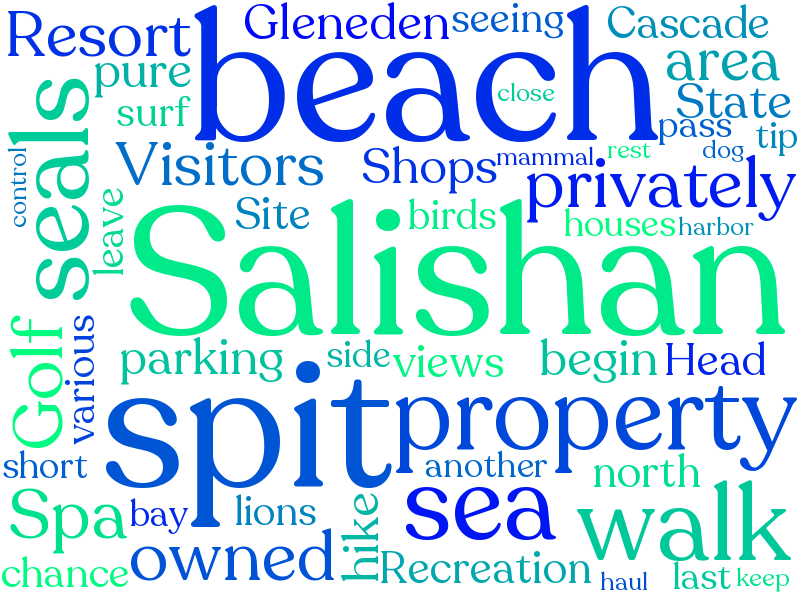 Resort
beach
Gleneden
seeing
Cascade
pure
area
surf
close
State
seals
pass
tip
control
Visitors
Shops
mammal
rest
dog
privately
leave
Site
birds
houses
harbor
Salishan
Golf
various
parking
side
views
begin
Head
spit
property
short
another
north
Spa
bay
lions
hike
sea
walk
owned
chance
Recreation
haul
last
keep